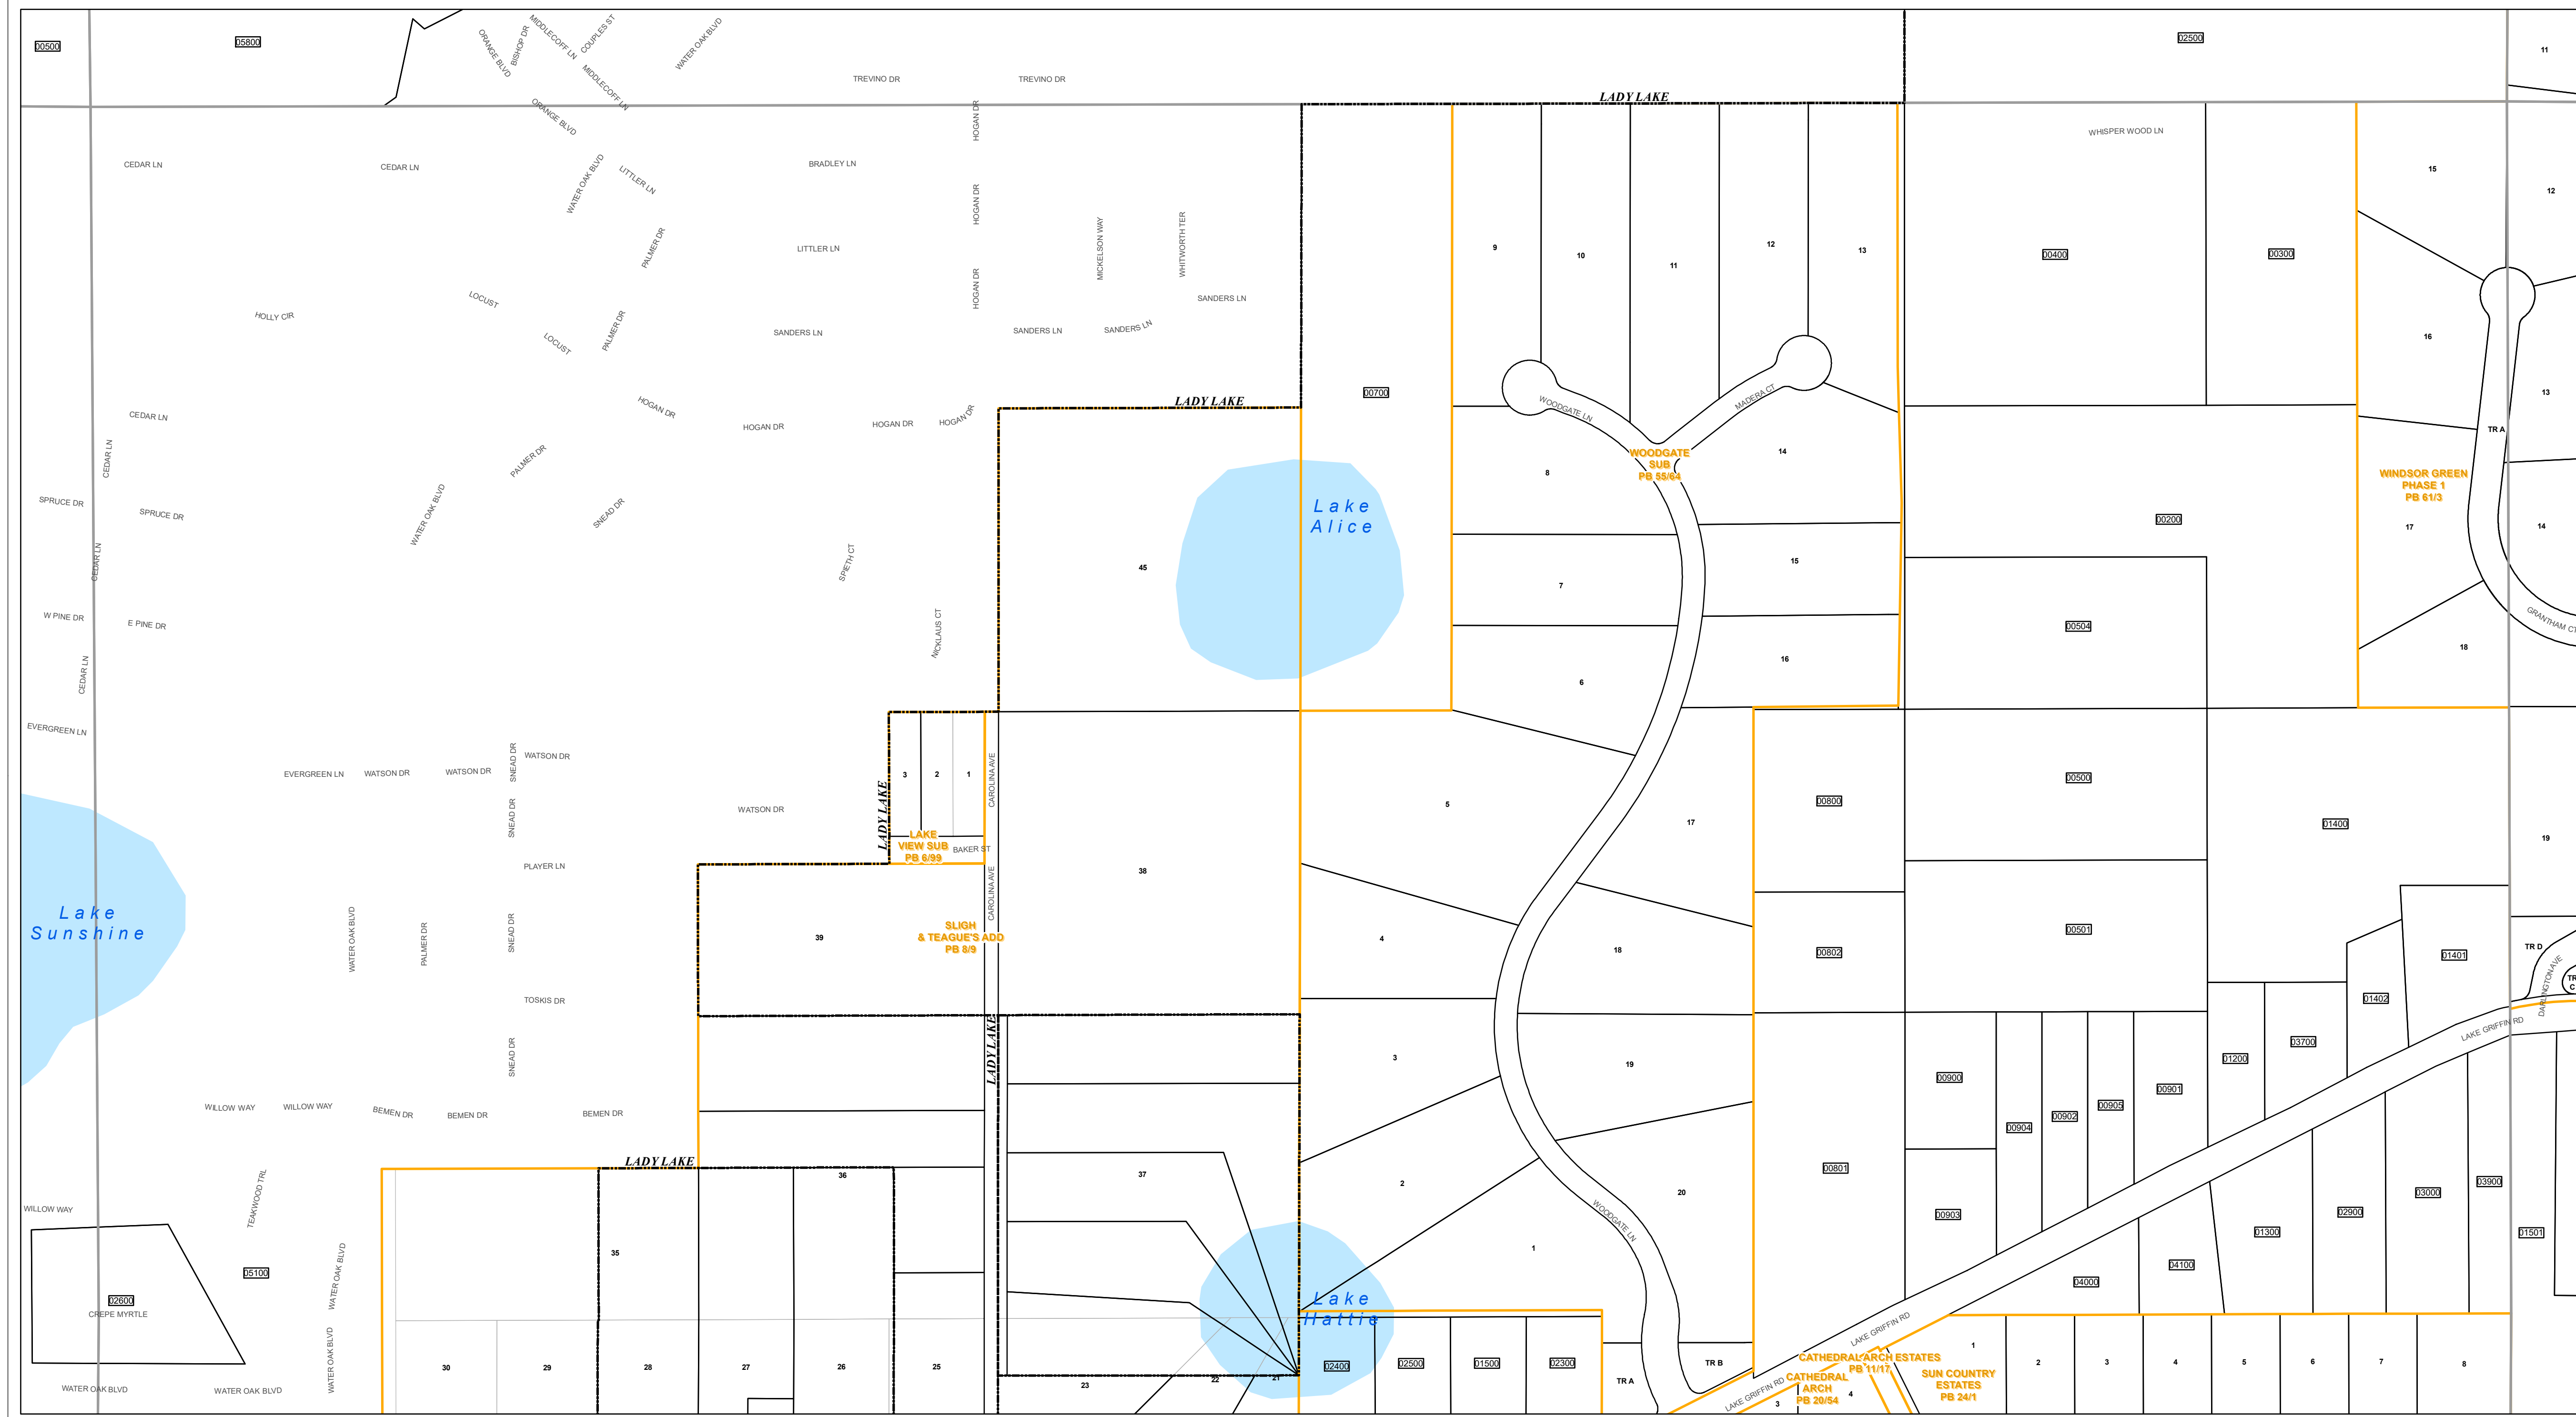 00500
05800
ORANGE BLVD
BISHOP DR
MIDDLECOFF LN
COUPLES ST
WATER OAK BLVD
02500
11
MIDDLECOFF LN
TREVINO DR
TREVINO DR
ORANGE BLVD
HOGAN DR
LADY LAKE
WHISPER WOOD LN
CEDAR LN
CEDAR LN
WATER OAK BLVD
LITTLER LN
BRADLEY LN
HOGAN DR
15
12
PALMER DR
LITTLER LN
MICKELSON WAY
WHITWORTH TER
9
10
11
12
13
00400
00300
HOGAN DR
SANDERS LN
HOLLY CIR
LOCUST
LOCUST
PALMER DR
SANDERS LN
SANDERS LN
SANDERS LN
16
CEDAR LN
HOGAN DR
HOGAN DR
HOGAN DR
HOGAN DR
LADY LAKE
00700
WOODGATE LN
MADERA CT
13
TR A
CEDAR LN
PALMER DR
WOODGATE
SUB
PB 55/64
14
8
WINDSOR GREEN
PHASE 1
PB 61/3
SPRUCE DR
SPRUCE DR
WATER OAK BLVD
SNEAD DR
Lake
Alice
00200
17
14
CEDAR LN
SPIETH CT
45
7
15
W PINE DR
E PINE DR
NICKLAUS CT
00504
GRANTHAM CT
CEDAR LN
6
16
18
EVERGREEN LN
EVERGREEN LN
WATSON DR
WATSON DR
SNEAD DR
WATSON DR
3
2
1
CAROLINA AVE
00500
SNEAD DR
WATSON DR
LADY LAKE
5
17
00800
01400
19
LAKE
VIEW SUB
PB 6/99
BAKER ST
PLAYER LN
CAROLINA AVE
38
Lake
Sunshine
WATER OAK BLVD
PALMER DR
SNEAD DR
39
SLIGH
& TEAGUE'S ADD
PB 8/9
4
18
00802
00501
01401
TR D
DARLINGTON AVE
TR
C
TOSKIS DR
01402
LAKE GRIFFIN RD
SNEAD DR
LADY LAKE
3
19
00900
01200
03700
WILLOW WAY
WILLOW WAY
BEMEN DR
BEMEN DR
BEMEN DR
00904
00902
00905
00901
LADY LAKE
36
37
2
20
00801
TEAKWOOD TRL
WILLOW WAY
WOODGATE LN
00903
01300
02900
03000
03900
01501
05100
WATER OAK BLVD
35
1
04000
04100
02600
CREPE MYRTLE
Lake
Hattie
LAKE GRIFFIN RD
WATER OAK BLVD
WATER OAK BLVD
WATER OAK BLVD
30
29
28
27
26
25
23
22
21
02400
02500
01500
02300
TR A
TR B
CATHEDRAL ARCH ESTATES
PB 11/17
CATHEDRAL
ARCH
PB 20/54
LAKE GRIFFIN RD
3
4
SUN COUNTRY
ESTATES
PB 24/1
1
2
3
4
5
6
7
8